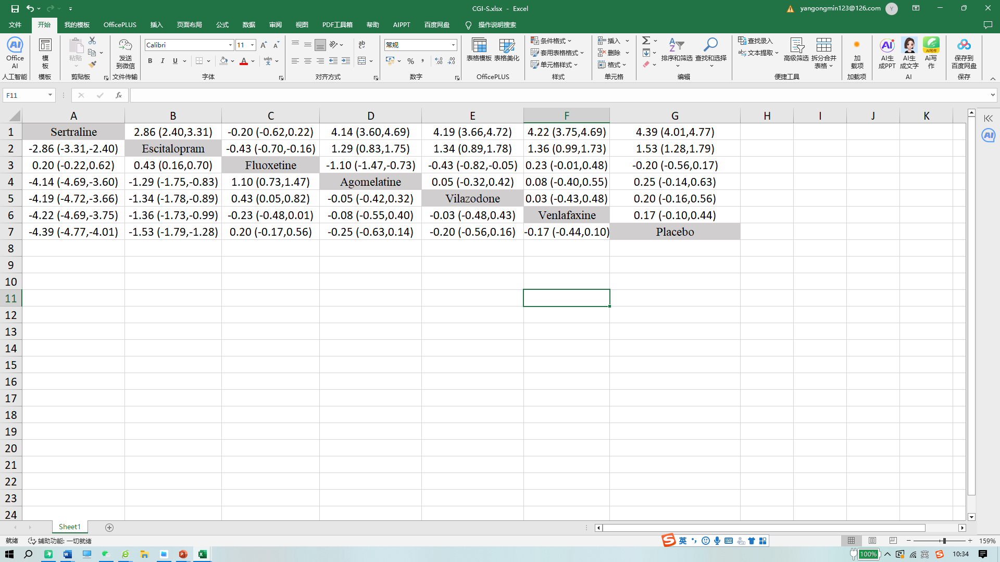 CGI-S.xlsx - Excel
yangongmin123@126.com
Y
文件 开始 我的模板 OfficePLUS 插入 页面布局 公式 数据 审阅 视图 PDF工具箱 帮助 AIPPT 百度网盘 操作说明搜索
Office AI
人工智能
模板
模板
粘贴
剪贴板
发送到微信
文件传输
Calibri 11
B I U A wén 变
字体
ab
对齐方式
常规
% , .00
数字
表格模板 表格美化
OfficePLUS
条件格式
套用表格格式
单元格样式
样式
插入
删除
格式
单元格
排序和筛选 查找和选择
编辑
查找录入
文本提取
高级筛选 拆分合并表格
便捷工具
加载项
加载项
AI生成PPT AI生成文字 Ai写作
AI
保存到百度网盘
保存
F11 fx
A B C D E F G H I J K
1 Sertraline 2.86 (2.40,3.31) -0.20 (-0.62,0.22) 4.14 (3.60,4.69) 4.19 (3.66,4.72) 4.22 (3.75,4.69) 4.39 (4.01,4.77)
2 -2.86 (-3.31,-2.40) Escitalopram -0.43 (-0.70,-0.16) 1.29 (0.83,1.75) 1.34 (0.89,1.78) 1.36 (0.99,1.73) 1.53 (1.28,1.79)
3 0.20 (-0.22,0.62) 0.43 (0.16,0.70) Fluoxetine -1.10 (-1.47,-0.73) -0.43 (-0.82,-0.05) 0.23 (-0.01,0.48) -0.20 (-0.56,0.17)
4 -4.14 (-4.69,-3.60) -1.29 (-1.75,-0.83) 1.10 (0.73,1.47) Agomelatine 0.05 (-0.32,0.42) 0.08 (-0.40,0.55) 0.25 (-0.14,0.63)
5 -4.19 (-4.72,-3.66) -1.34 (-1.78,-0.89) 0.43 (0.05,0.82) -0.05 (-0.42,0.32) Vilazodone 0.03 (-0.43,0.48) 0.20 (-0.16,0.56)
6 -4.22 (-4.69,-3.75) -1.36 (-1.73,-0.99) -0.23 (-0.48,0.01) -0.08 (-0.55,0.40) -0.03 (-0.48,0.43) Venlafaxine 0.17 (-0.10,0.44)
7 -4.39 (-4.77,-4.01) -1.53 (-1.79,-1.28) 0.20 (-0.17,0.56) -0.25 (-0.63,0.14) -0.20 (-0.56,0.16) -0.17 (-0.44,0.10) Placebo
8
9
10
11
12
13
14
15
16
17
18
19
20
21
22
23
24
Sheet1
就绪 辅助功能: 一切就绪
英
159%
100%
英
10:34